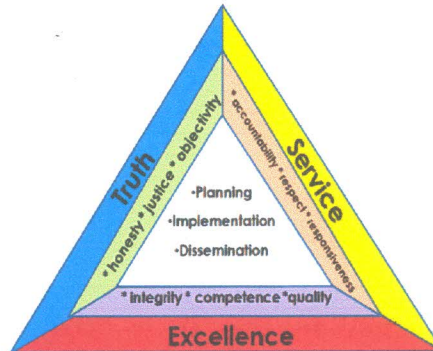 Truth
* honesty * justice * objectivity
Service
* accountability * respect * responsiveness
•Planning
•Implementation
•Dissemination
*integrity * competence *quality
Excellence